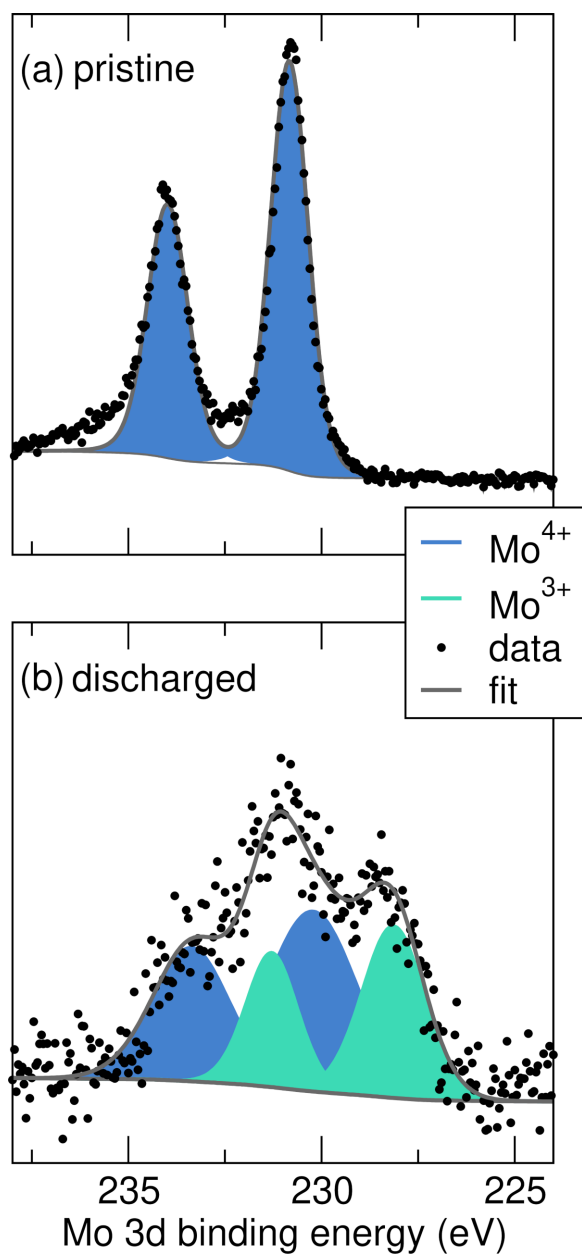 (a) pristine
Mo⁴⁺
Mo³⁺
data
fit
(b) discharged
235 230 225
Mo 3d binding energy (eV)